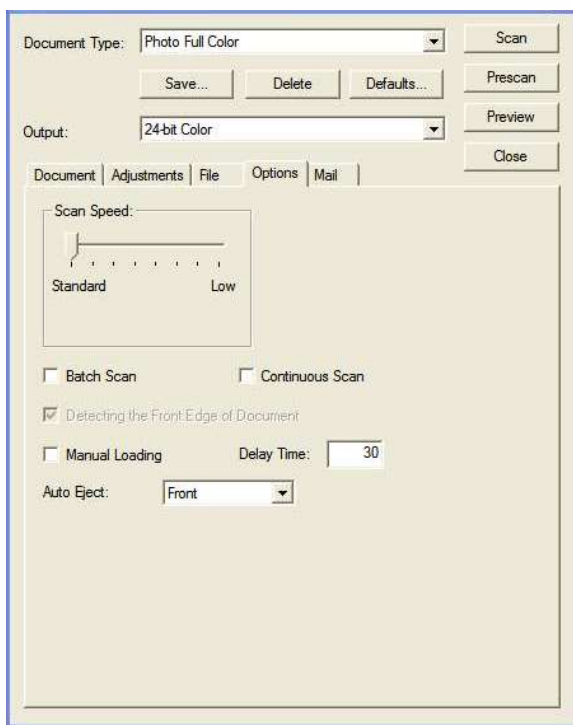 Document Type: Photo Full Color Scan
Save... Delete Defaults... Prescan
Output: 24-bit Color Preview
Close
Document Adjustments File Options Mail
Scan Speed:
Standard Low
Batch Scan Continuous Scan
Detecting the Front Edge of Document
Manual Loading Delay Time: 30
Auto Eject: Front